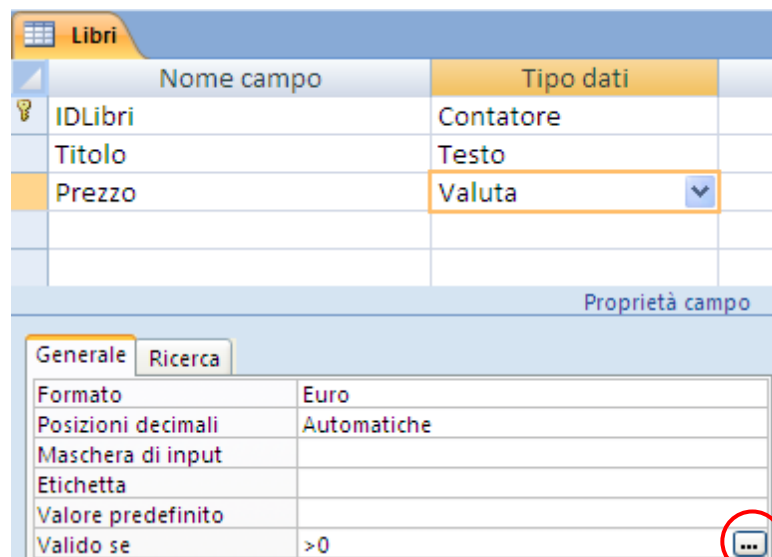 Libri
Nome campo Tipo dati
IDLibri Contatore
Titolo Testo
Prezzo Valuta
Proprietà campo
Generale Ricerca
Formato Euro
Posizioni decimali Automatiche
Maschera di input
Etichetta
Valore predefinito
Valido se >0 ...